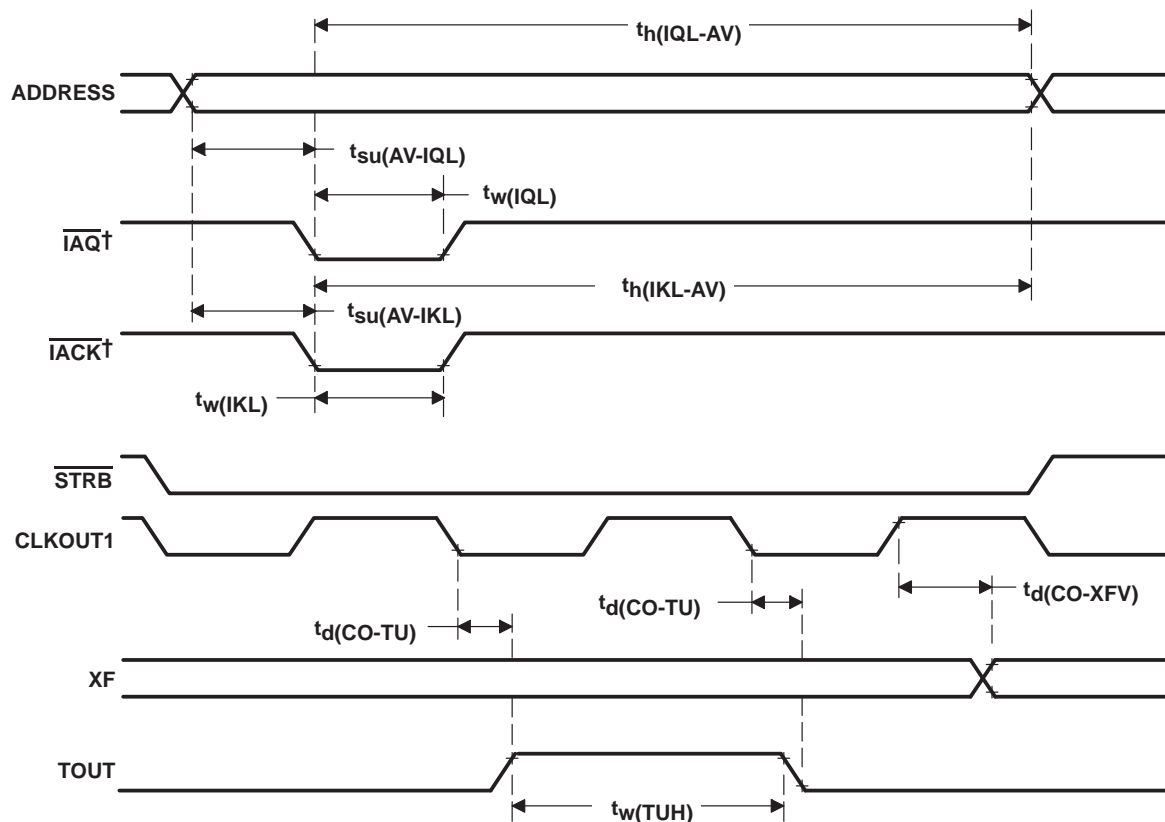 th(IQL-AV)
ADDRESS
tsu(AV-IQL)
tw(IQL)
IAQ†
th(IKL-AV)
tsu(AV-IKL)
IACK†
tw(IKL)
STRB
CLKOUT1
td(CO-XFV)
td(CO-TU)
td(CO-TU)
XF
TOUT
tw(TUH)